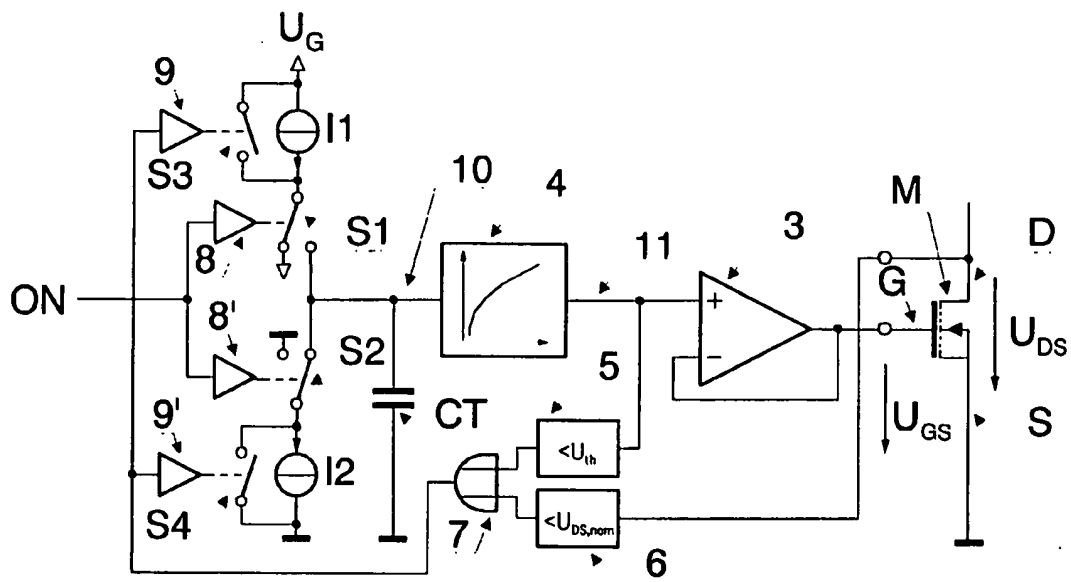 U_G
9
I1
S3
10
4
M
8
S1
11
3
D
ON
G
+
8'
S2
−
U_DS
5
9'
CT
U_GS
S
<U_th
I2
S4
7
<U_DS,nom
6